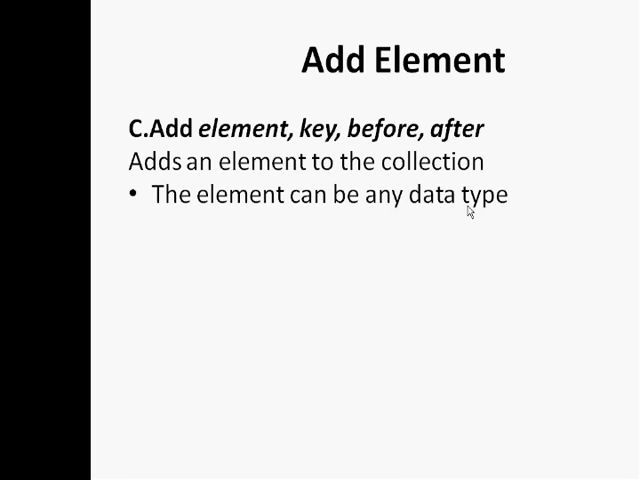 Add Element
C.Add element, key, before, after
Adds an element to the collection
• The element can be any data type